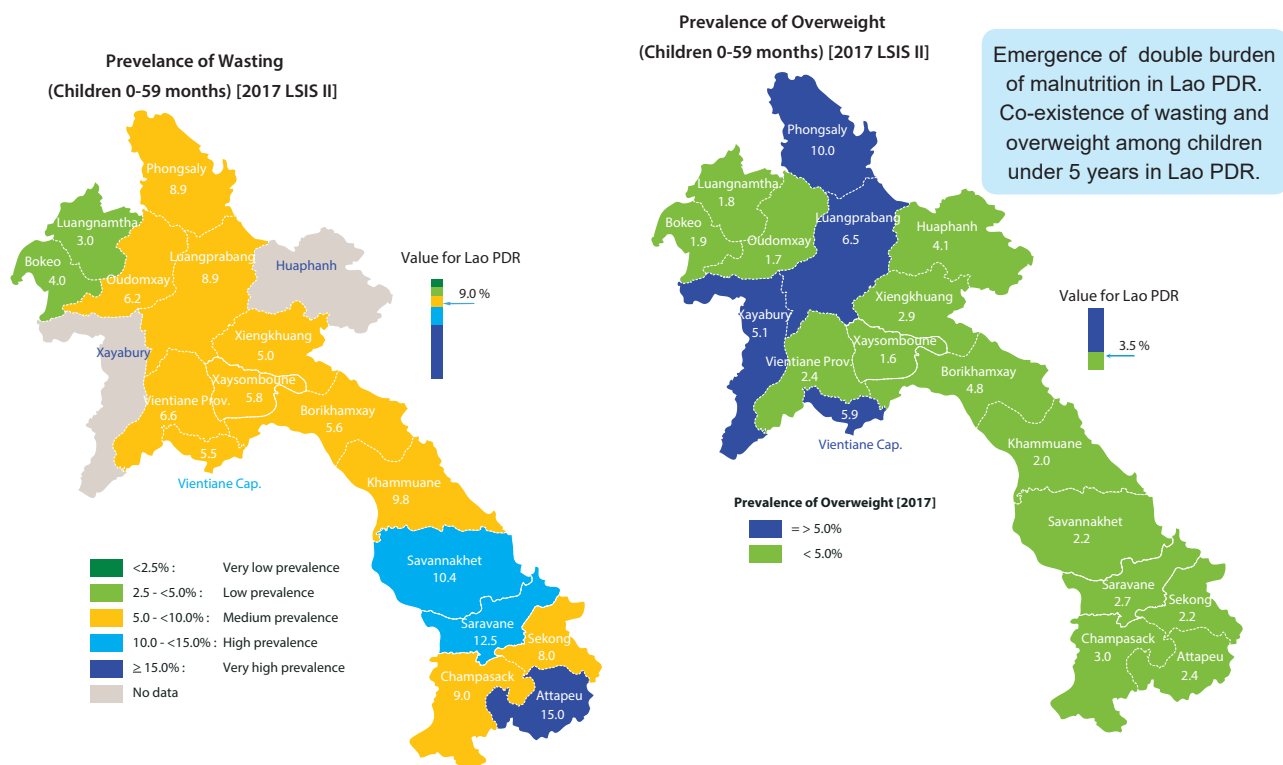 Prevelance of Wasting
(Children 0-59 months) [2017 LSIS II]
Phongsaly
8.9
Luangnamtha
3.0
Bokeo
4.0
Oudomxay
6.2
Luangprabang
8.9
Huaphanh
Xayabury
Xiengkhuang
5.0
Xaysomboune
5.8
Vientiane Prov.
6.6
Borikhamxay
5.6
5.5
Vientiane Cap.
Khammuane
9.8
Savannakhet
10.4
Saravane
12.5
Sekong
8.0
Champasack
9.0
Attapeu
15.0
Value for Lao PDR
9.0 %
<2.5% : Very low prevalence
2.5 - <5.0% : Low prevalence
5.0 - <10.0% : Medium prevalence
10.0 - <15.0% : High prevalence
≥ 15.0% : Very high prevalence
No data
Prevalence of Overweight
(Children 0-59 months) [2017 LSIS II]
Phongsaly
10.0
Luangnamtha
1.8
Bokeo
1.9
Oudomxay
1.7
Luangprabang
6.5
Huaphanh
4.1
Xayabury
5.1
Xiengkhuang
2.9
Xaysomboune
1.6
Vientiane Prov.
2.4
Borikhamxay
4.8
5.9
Vientiane Cap.
Khammuane
2.0
Savannakhet
2.2
Saravane
2.7
Sekong
2.2
Champasack
3.0
Attapeu
2.4
Value for Lao PDR
3.5 %
Prevalence of Overweight [2017]
= > 5.0%
< 5.0%
Emergence of double burden
of malnutrition in Lao PDR.
Co-existence of wasting and
overweight among children
under 5 years in Lao PDR.